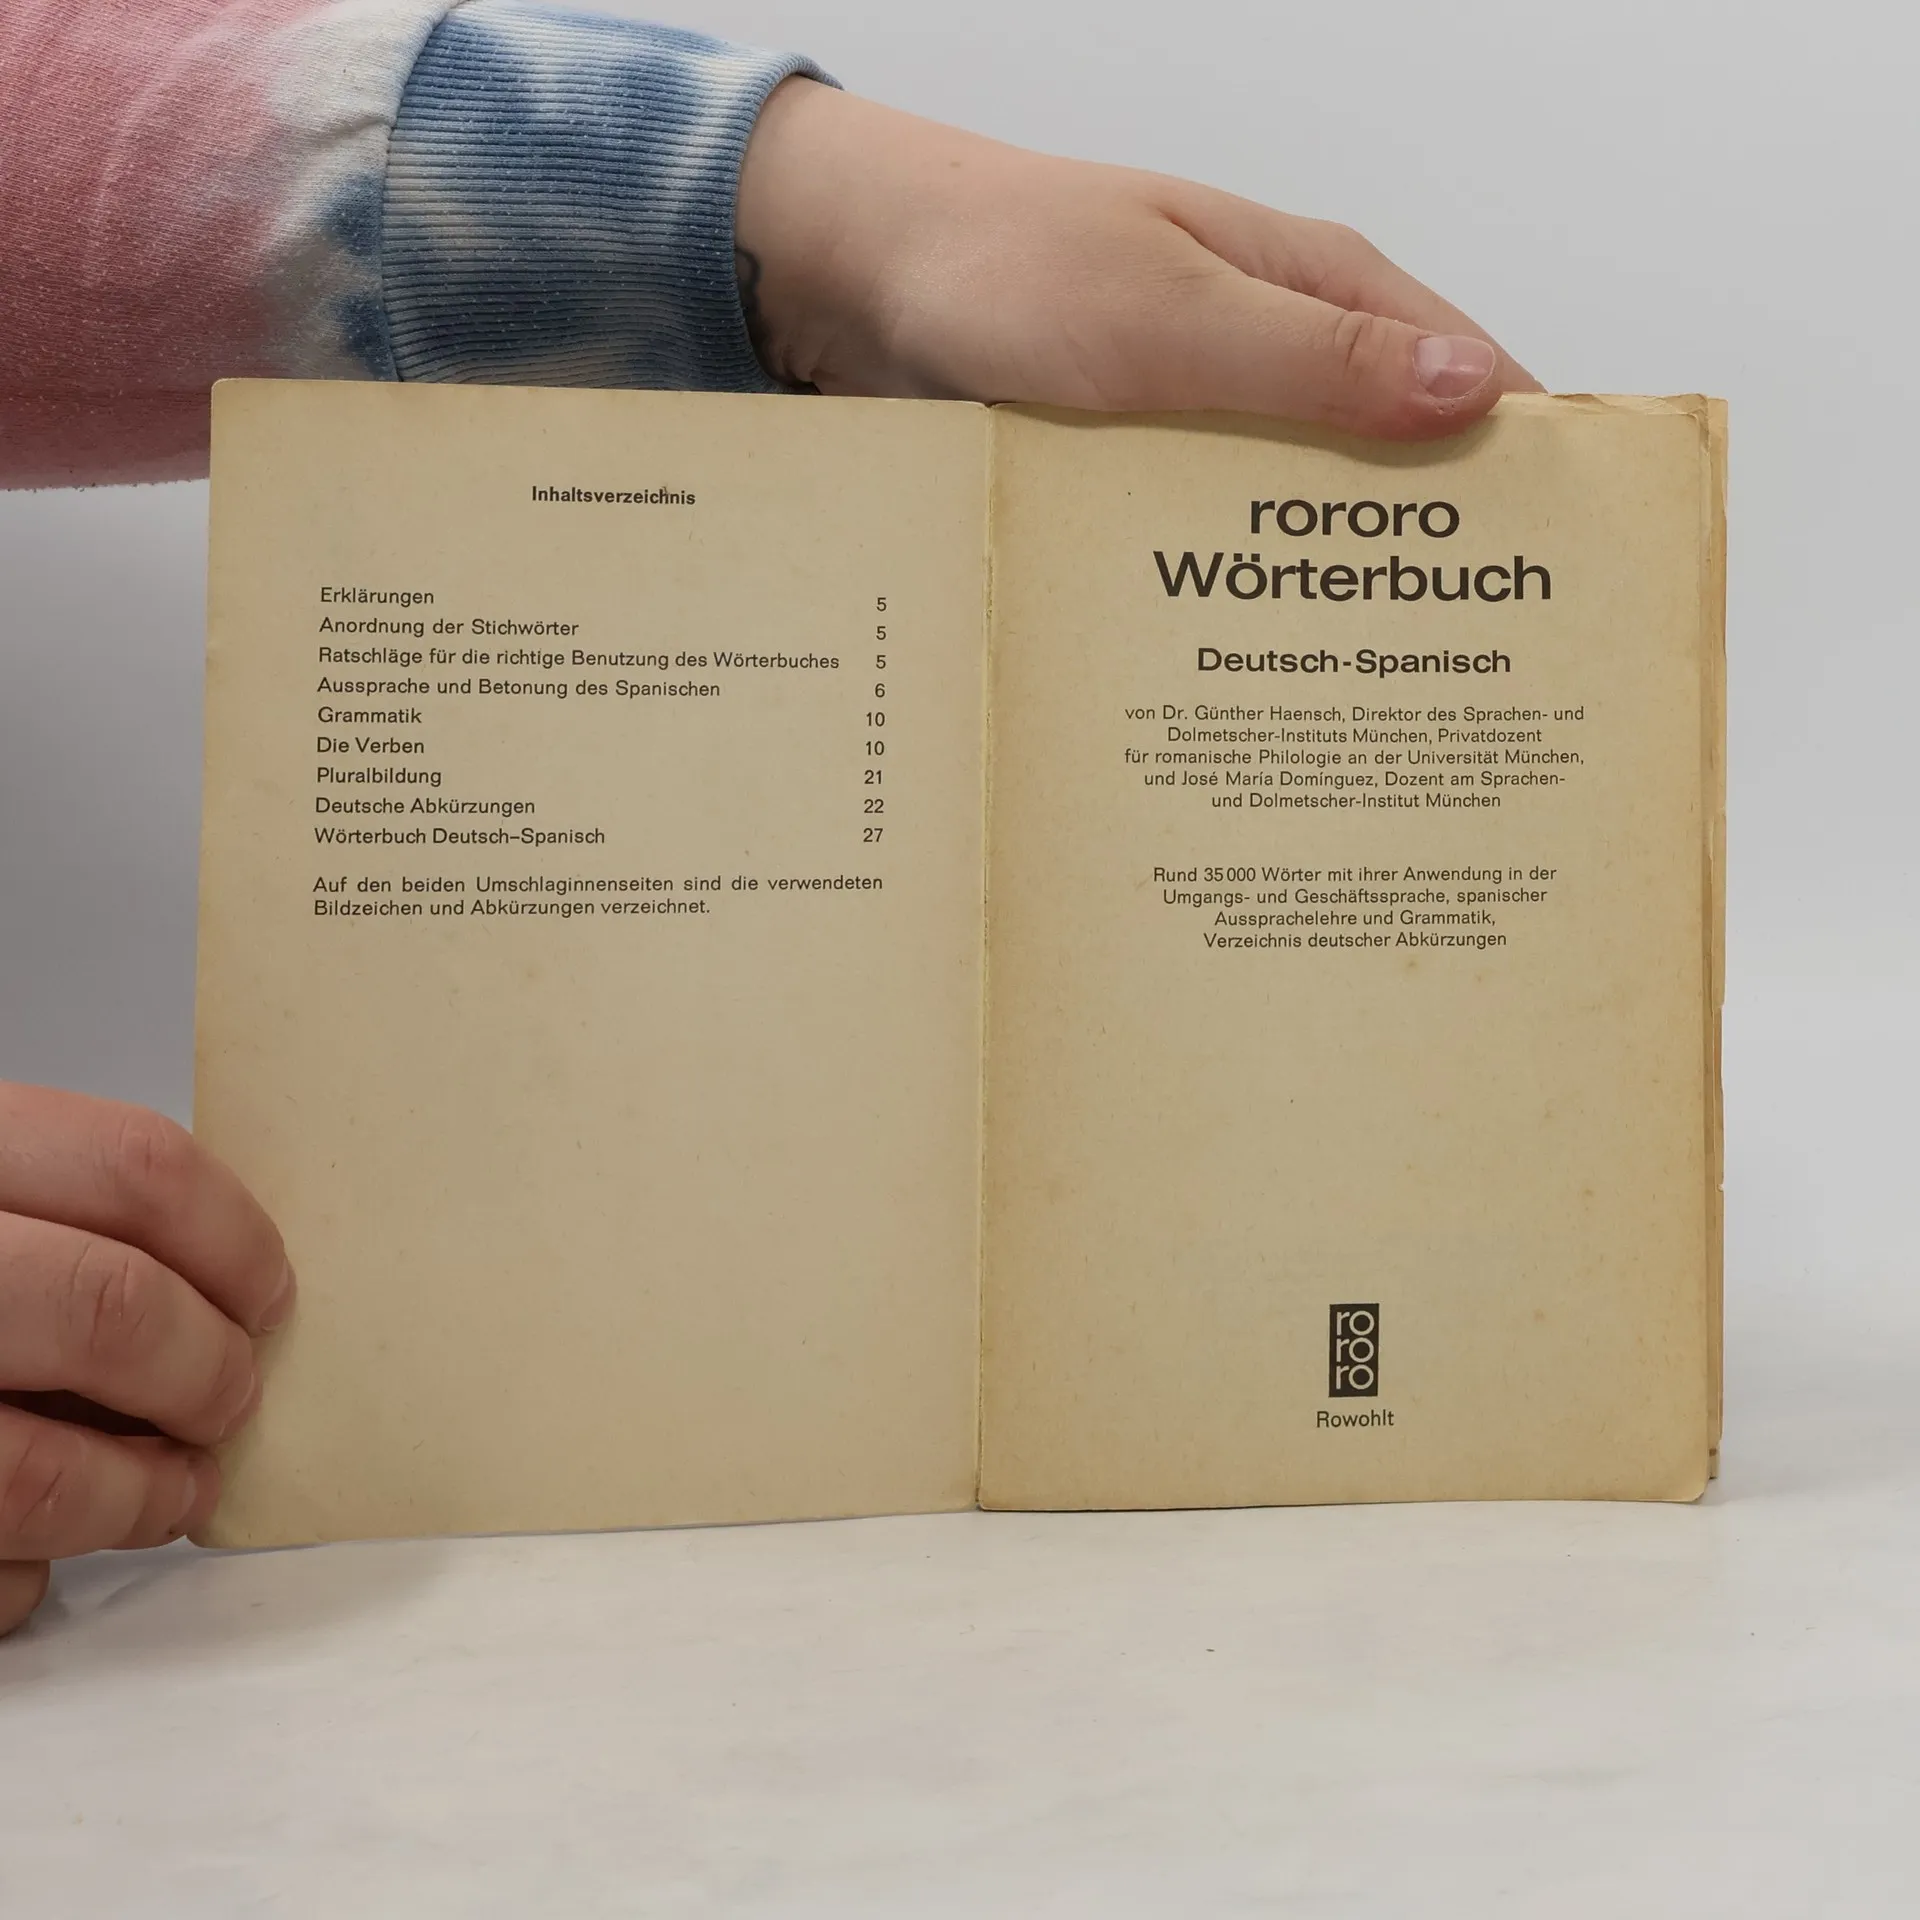 Inhaltsverzeichnis
Erklärungen 5
Anordnung der Stichwörter 5
Ratschläge für die richtige Benutzung des Wörterbuches 5
Aussprache und Betonung des Spanischen 6
Grammatik 10
Die Verben 10
Pluralbildung 21
Deutsche Abkürzungen 22
Wörterbuch Deutsch–Spanisch 27
Auf den beiden Umschlaginnenseiten sind die verwendeten
Bildzeichen und Abkürzungen verzeichnet.
rororo
Wörterbuch
Deutsch-Spanisch
von Dr. Günther Haensch, Direktor des Sprachen- und
Dolmetscher-Instituts München, Privatdozent
für romanische Philologie an der Universität München,
und José María Domínguez, Dozent am Sprachen-
und Dolmetscher-Institut München
Rund 35 000 Wörter mit ihrer Anwendung in der
Umgangs- und Geschäftssprache, spanischer
Aussprachelehre und Grammatik,
Verzeichnis deutscher Abkürzungen
ro
ro
ro
Rowohlt